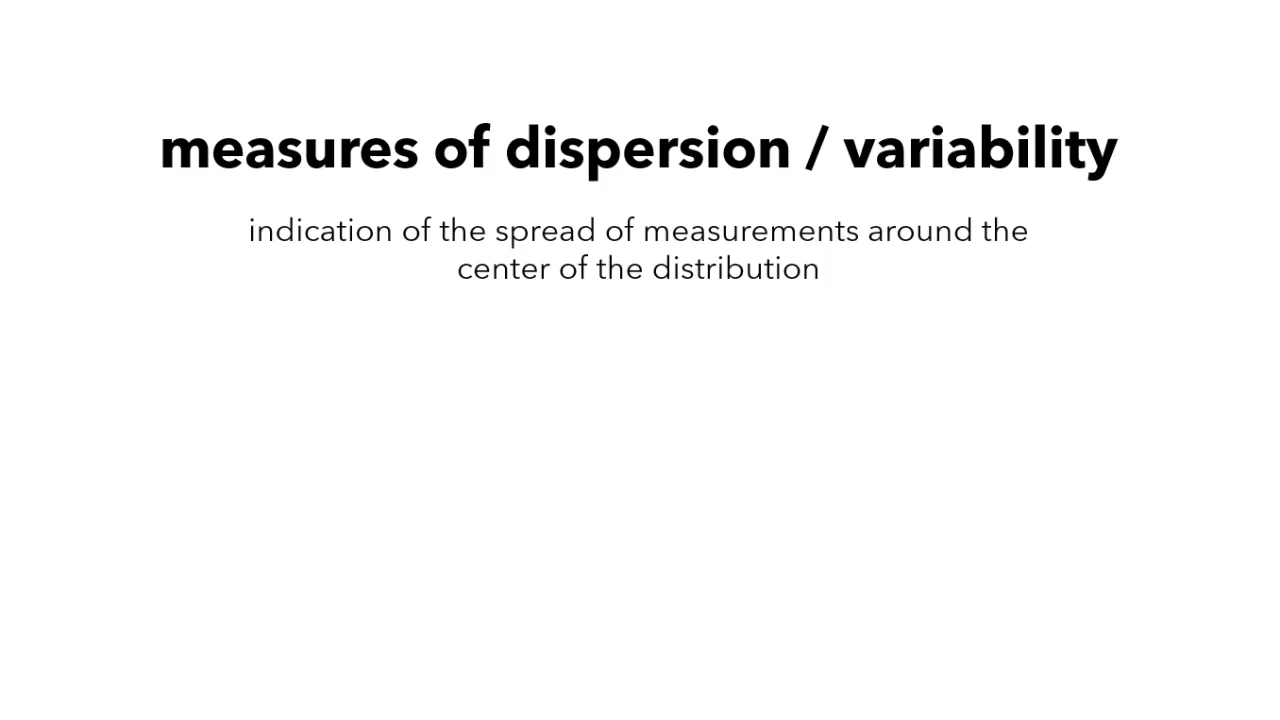 measures of dispersion / variability
indication of the spread of measurements around the
center of the distribution